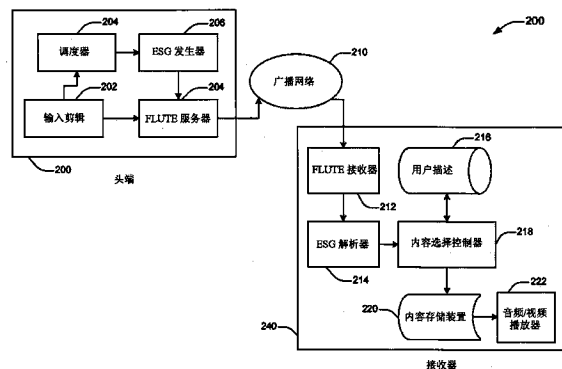 200
204
调度器
206
ESG 发生器
202
输入剪辑
204
FLUTE 服务器
200
头端
210
广播网络
FLUTE 接收器
212
216
用户描述
ESG 解析器
214
内容选择控制器
218
220
内容存储装置
222
音频/视频
播放器
240
接收器